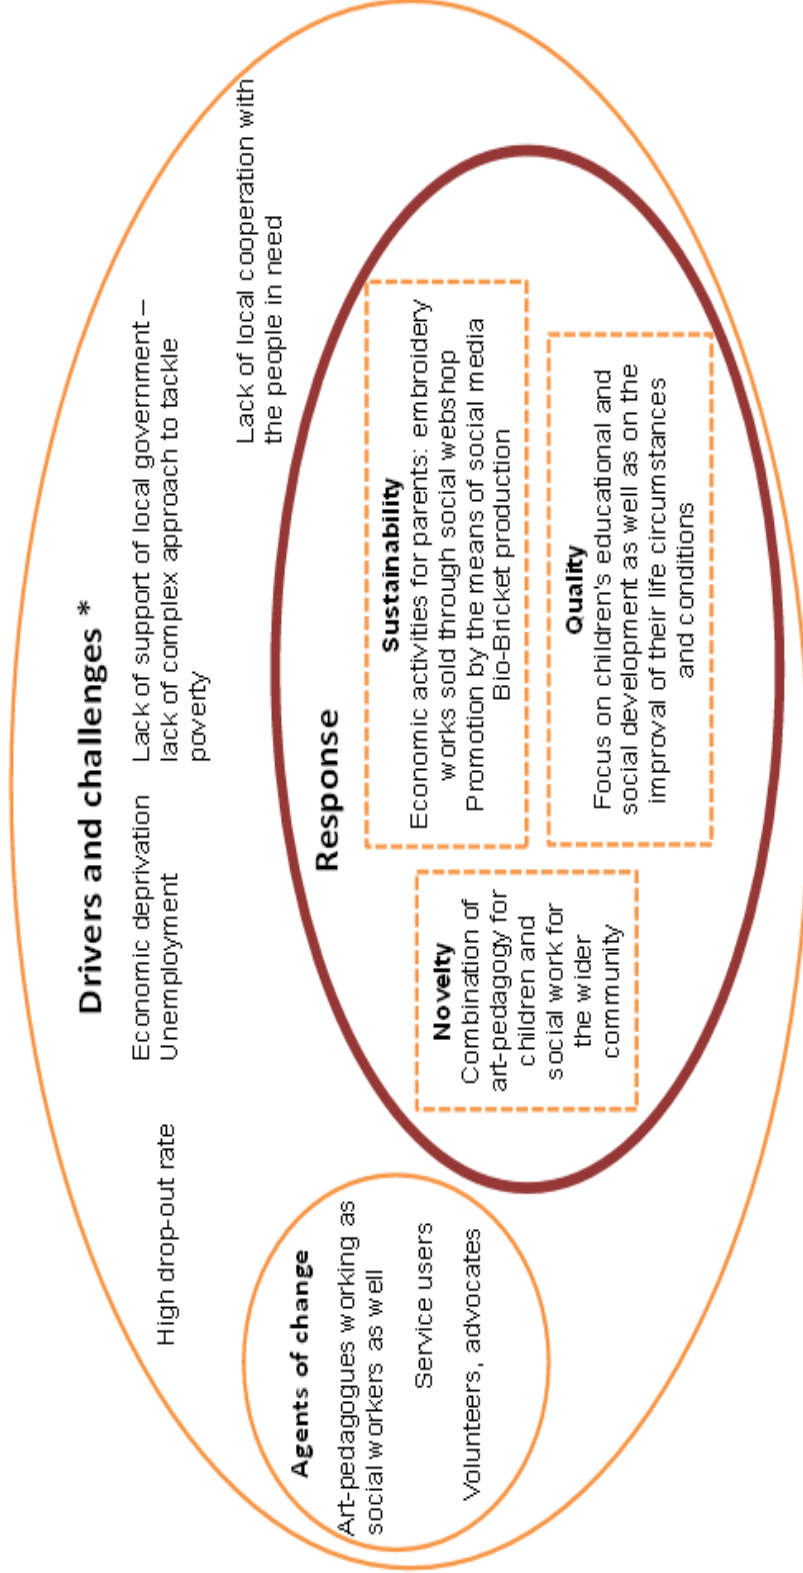 Drivers and challenges *
High drop-out rate
Economic deprivation
Unemployment
Lack of support of local government –
lack of complex approach to tackle
poverty
Lack of local cooperation with
the people in need
Agents of change
Art-pedagogues working as
social workers as well
Service users
Volunteers, advocates
Response
Novelty
Combination of
art-pedagogy for
children and
social work for
the wider
community
Sustainability
Economic activities for parents: embroidery
works sold through social webshop
Promotion by the means of social media
Bio-Bricket production
Quality
Focus on children's educational and
social development as well as on the
improval of their life circumstances
and conditions